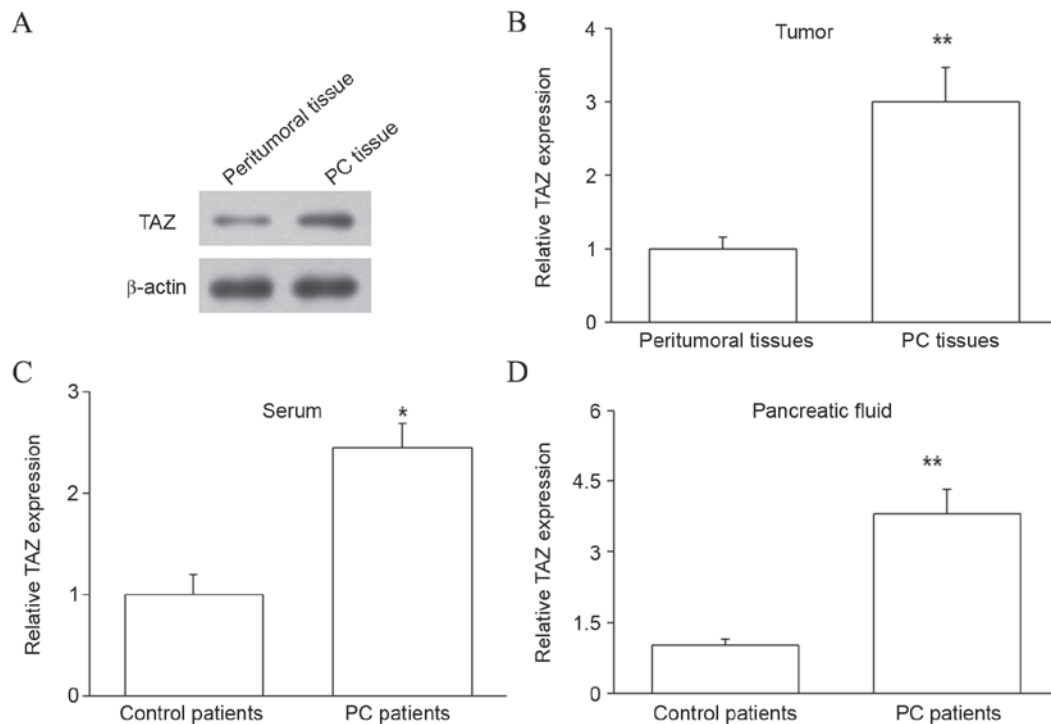 A
Peritumoral tissue
PC tissue
TAZ
β-actin
B
Tumor
**
Relative TAZ expression
4
3
2
1
0
Peritumoral tissues
PC tissues
C
Serum
*
Relative TAZ expression
3
2
1
0
Control patients
PC patients
D
Pancreatic fluid
**
Relative TAZ expression
6
4.5
3
1.5
0
Control patients
PC patients